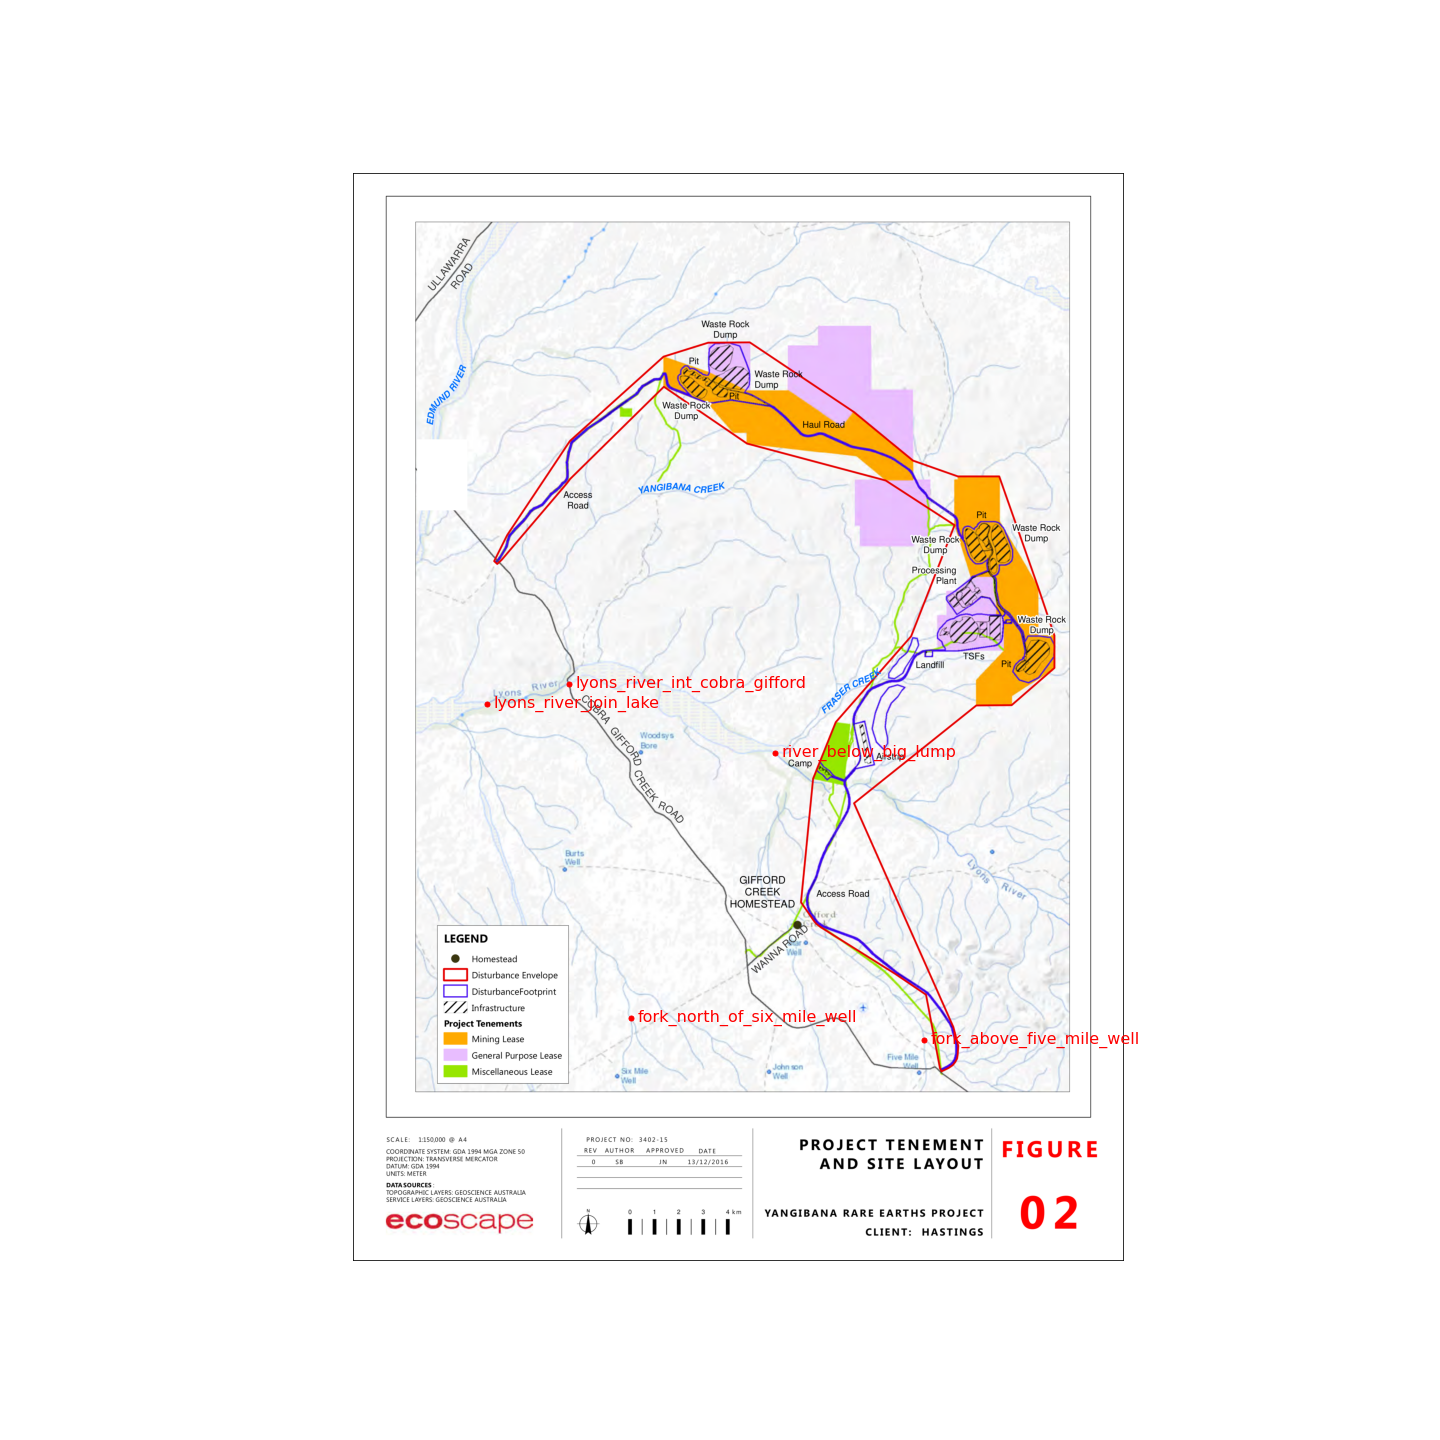 ULLAWARRA
ROAD
EDMUND RIVER
Waste Rock
Dump
Pit
Waste Rock
Dump
Pit
Waste Rock
Dump
Haul Road
YANGIBANA CREEK
Access
Road
Pit
Waste Rock
Dump
Waste Rock
Dump
Processing
Plant
Waste Rock
Dump
TSFs
Pit
Landfill
FRASER CREEK
Lyons River
lyons_river_int_cobra_gifford
lyons_river_join_lake
COBRA GIFFORD CREEK ROAD
Woodsys
Bore
river_below_big_lump
Airstrip
Camp
Burts
Well
Lyons River
GIFFORD
CREEK
HOMESTEAD
Access Road
WANNA ROAD
Well
fork_north_of_six_mile_well
fork_above_five_mile_well
Five Mile
Well
Johnson
Well
Six Mile
Well
LEGEND
Homestead
Disturbance Envelope
DisturbanceFootprint
Infrastructure
Project Tenements
Mining Lease
General Purpose Lease
Miscellaneous Lease
SCALE: 1:150,000 @ A4
COORDINATE SYSTEM: GDA 1994 MGA ZONE 50
PROJECTION: TRANSVERSE MERCATOR
DATUM: GDA 1994
UNITS: METER
DATA SOURCES:
TOPOGRAPHIC LAYERS: GEOSCIENCE AUSTRALIA
SERVICE LAYERS: GEOSCIENCE AUSTRALIA
ecoscape
PROJECT NO: 3402-15
REV AUTHOR APPROVED DATE
0 SB JN 13/12/2016
N
0 1 2 3 4 km
PROJECT TENEMENT
AND SITE LAYOUT
YANGIBANA RARE EARTHS PROJECT
CLIENT: HASTINGS
FIGURE
02